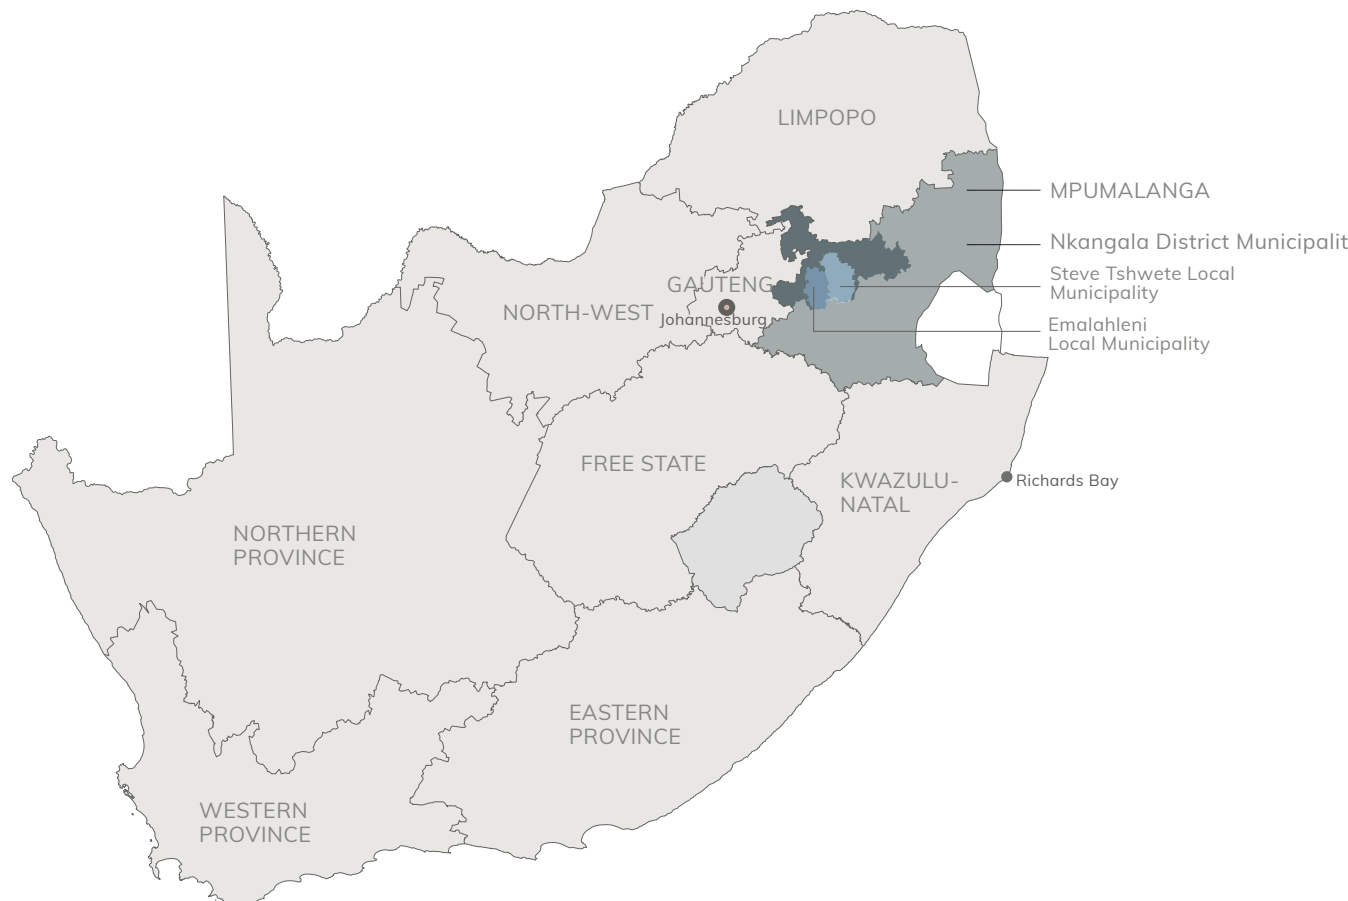 LIMPOPO
MPUMALANGA
Nkangala District Municipalit
Steve Tshwete Local
Municipality
GAUTENG
NORTH-WEST
Johannesburg
Emalahleni
Local Municipality
FREE STATE
KWAZULU-
NATAL
Richards Bay
NORTHERN
PROVINCE
EASTERN
PROVINCE
WESTERN
PROVINCE